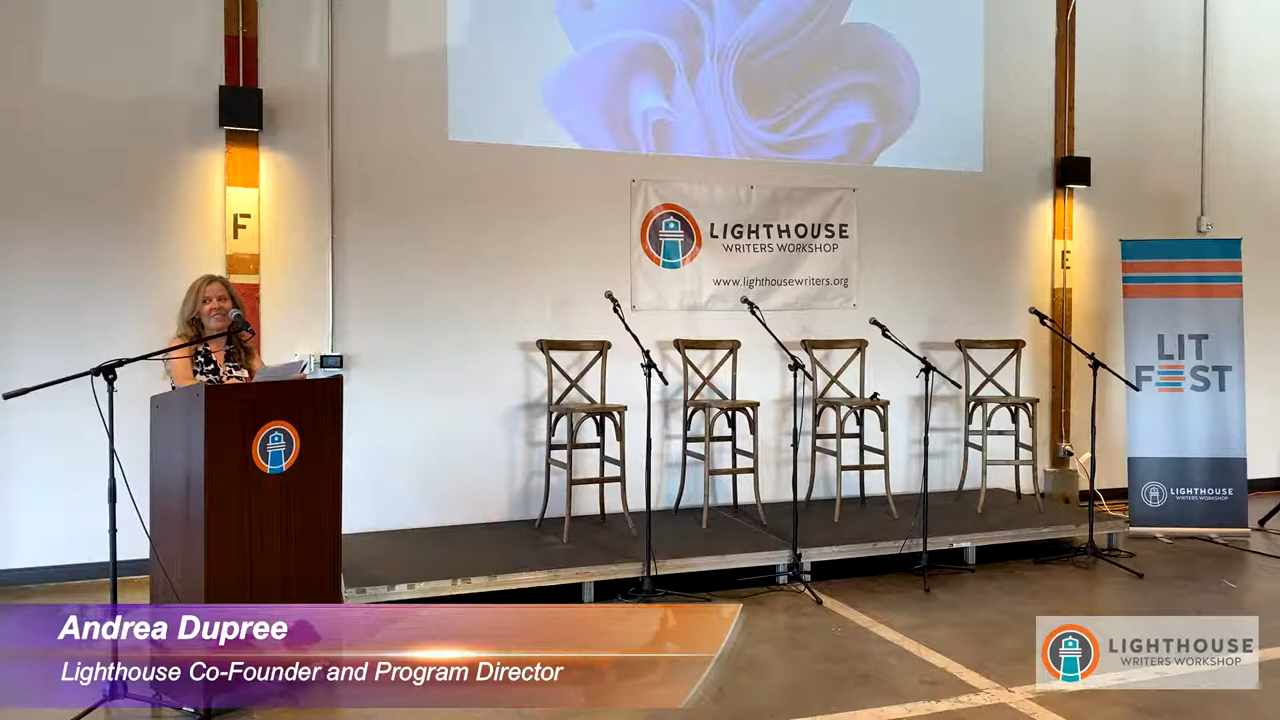 F
LIGHTHOUSE
WRITERS WORKSHOP
www.lighthousewriters.org
E
LIT
FEST
LIGHTHOUSE
WRITERS WORKSHOP
Andrea Dupree
Lighthouse Co-Founder and Program Director
LIGHTHOUSE
WRITERS WORKSHOP